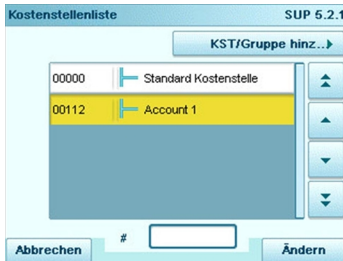 Kostenstellenliste SUP 5.2.1
KST/Gruppe hinz..
00000 Standard Kostenstelle
00112 Account 1
#
Abbrechen Ändern